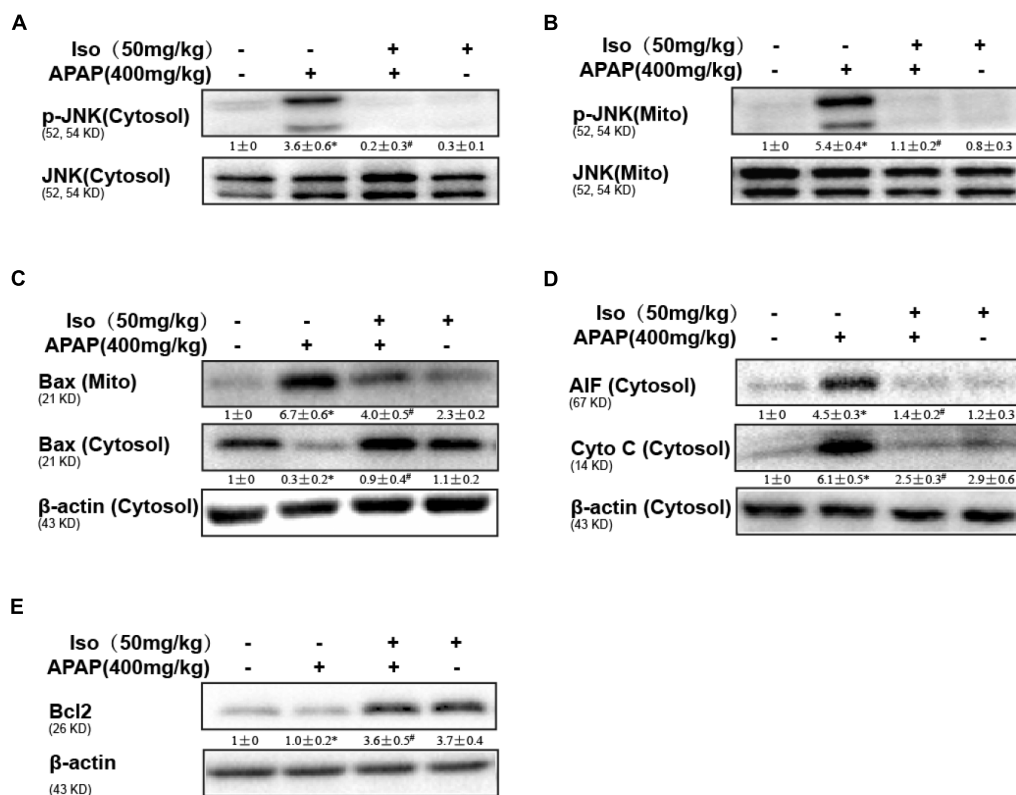 A
Iso （50mg/kg） - - + +
APAP(400mg/kg) - + + -
p-JNK(Cytosol)
(52, 54 KD)
1±0 3.6±0.6* 0.2±0.3# 0.3±0.1
JNK(Cytosol)
(52, 54 KD)
B
Iso （50mg/kg） - - + +
APAP(400mg/kg) - + + -
p-JNK(Mito)
(52, 54 KD)
1±0 5.4±0.4* 1.1±0.2# 0.8±0.3
JNK(Mito)
(52, 54 KD)
C
Iso （50mg/kg） - - + +
APAP(400mg/kg) - + + -
Bax (Mito)
(21 KD)
1±0 6.7±0.6* 4.0±0.5# 2.3±0.2
Bax (Cytosol)
(21 KD)
1±0 0.3±0.2* 0.9±0.4# 1.1±0.2
β-actin (Cytosol)
(43 KD)
D
Iso （50mg/kg） - - + +
APAP(400mg/kg) - + + -
AIF (Cytosol)
(67 KD)
1±0 4.5±0.3* 1.4±0.2# 1.2±0.3
Cyto C (Cytosol)
(14 KD)
1±0 6.1±0.5* 2.5±0.3# 2.9±0.6
β-actin (Cytosol)
(43 KD)
E
Iso （50mg/kg） - - + +
APAP(400mg/kg) - + + -
Bcl2
(26 KD)
1±0 1.0±0.2* 3.6±0.5# 3.7±0.4
β-actin
(43 KD)